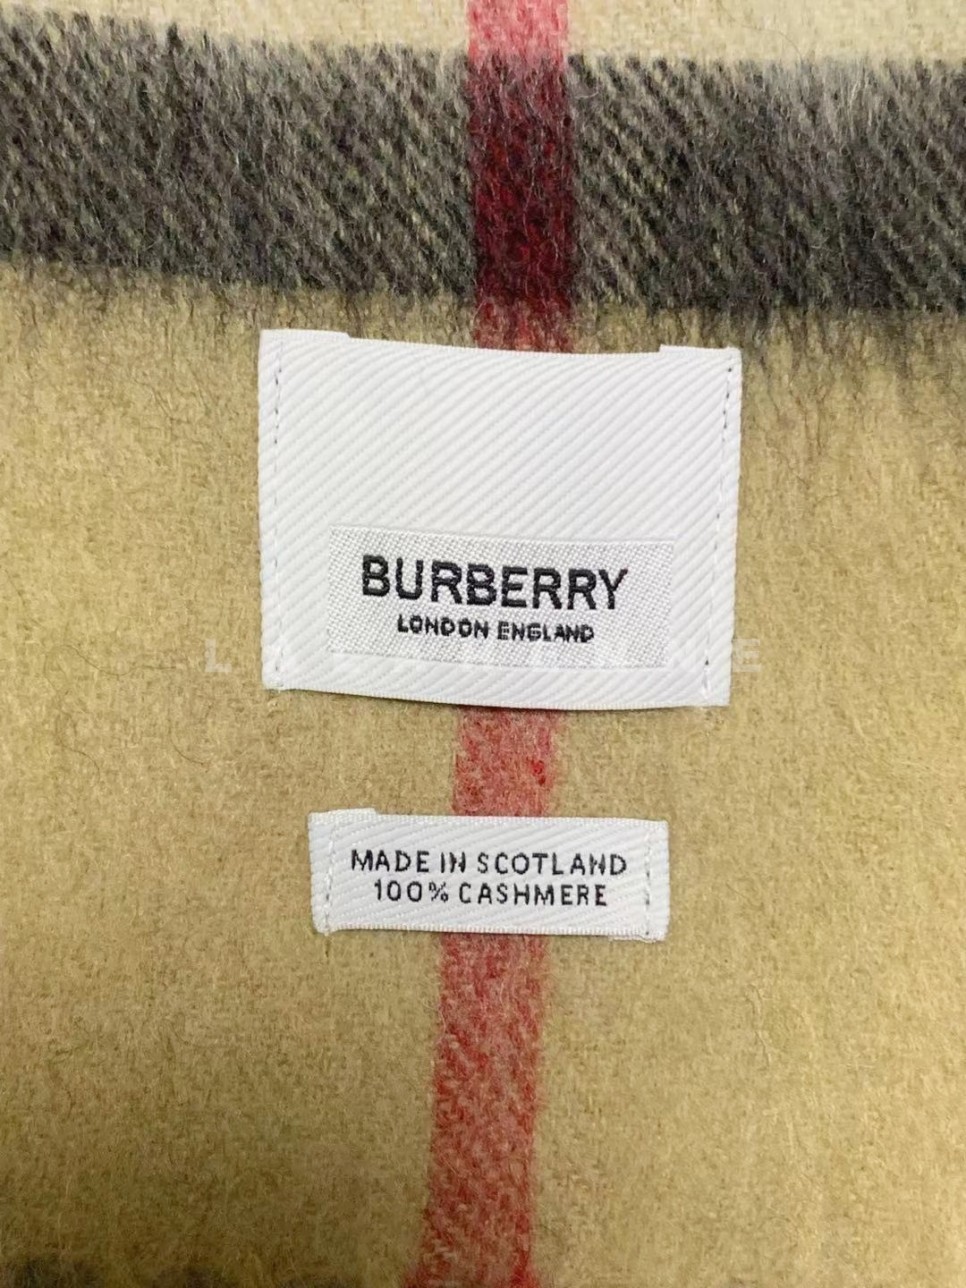 BURBERRY
LONDON ENGLAND
MADE IN SCOTLAND
100% CASHMERE